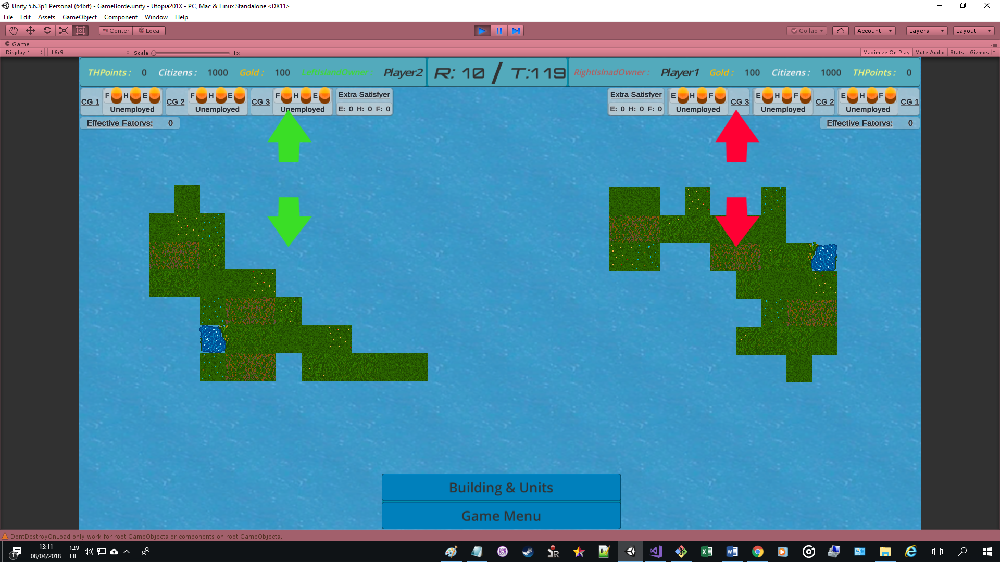 Unity 5.6.3p1 Personal (64bit) - GameBorde.unity - Utopia201X - PC, Mac & Linux Standalone <DX11>
File Edit Assets GameObject Component Window Help
Center Local Collab Account Layers Layout
Game
Display 1 16:9 Scale 1x Maximize On Play Mute Audio Stats Gizmos
THPoints : 0 Citizens : 1000 Gold : 100 LeftIslandOwner : Player2 R: 10 / T:119 RightIslnadOwner : Player1 Gold : 100 Citizens : 1000 THPoints : 0
CG 1 F H E Unemployed CG 2 F H E Unemployed CG 3 F H E Unemployed Extra Satisfyer
E: 0 H: 0 F: 0
Extra Satisfyer E H F Unemployed CG 3 E H F Unemployed CG 2 E H F Unemployed CG 1
E: 0 H: 0 F: 0
Effective Fatorys: 0 Effective Fatorys: 0
Building & Units
Game Menu
DontDestroyOnLoad only work for root GameObjects or components on root GameObjects.
1 13:11 עבר
08/04/2018 HE